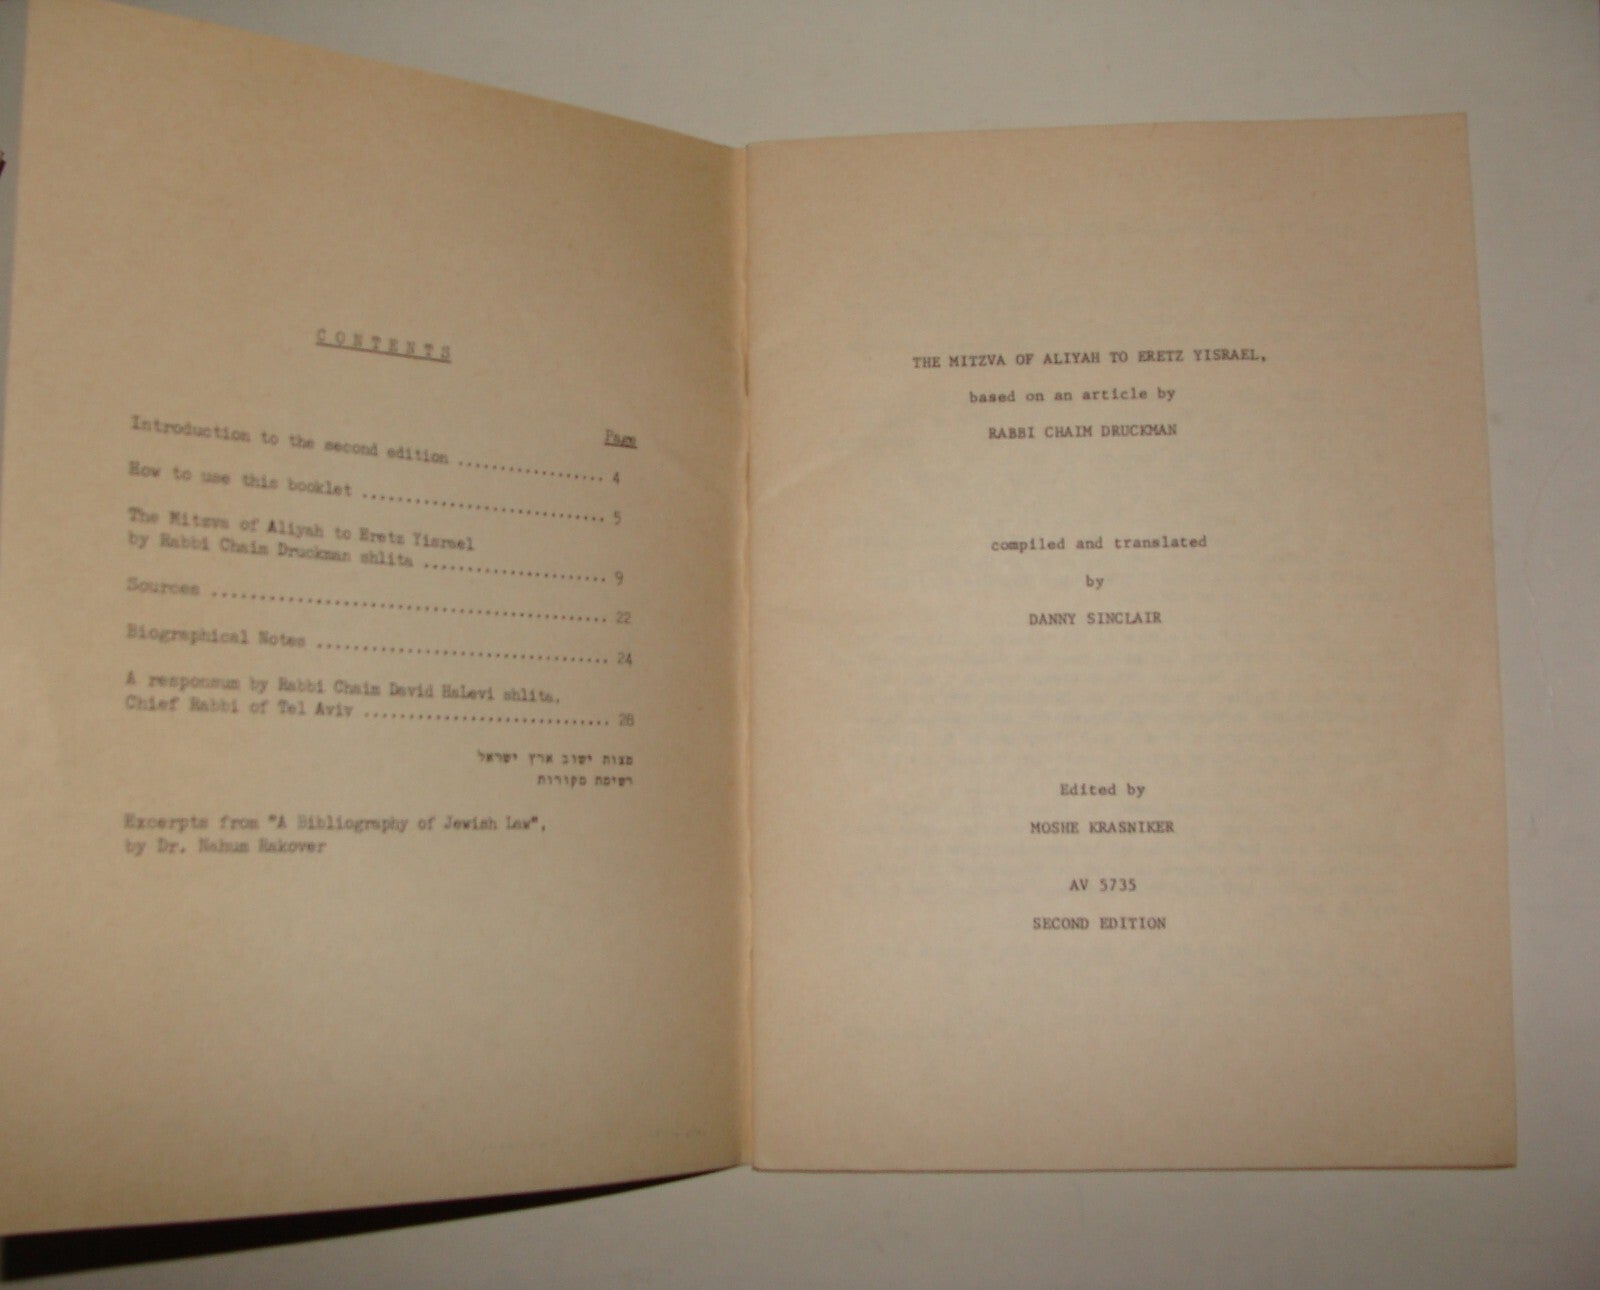 CONTENTS
Page
Introduction to the second edition .................. 4
How to use this booklet .............................. 5
The Mitzva of Aliyah to Eretz Yisrael
by Rabbi Chaim Druckman shlita ....................... 9
Sources ............................................. 22
Biographical Notes .................................. 24
A responsum by Rabbi Chaim David HaLevi shlita,
Chief Rabbi of Tel Aviv ............................. 28
מצות ישוב ארץ ישראל
רשימת מקורות
Excerpts from "A Bibliography of Jewish Law",
by Dr. Nahum Rakover
THE MITZVA OF ALIYAH TO ERETZ YISRAEL,
based on an article by
RABBI CHAIM DRUCKMAN
compiled and translated
by
DANNY SINCLAIR
Edited by
MOSHE KRASNIKER
AV 5735
SECOND EDITION